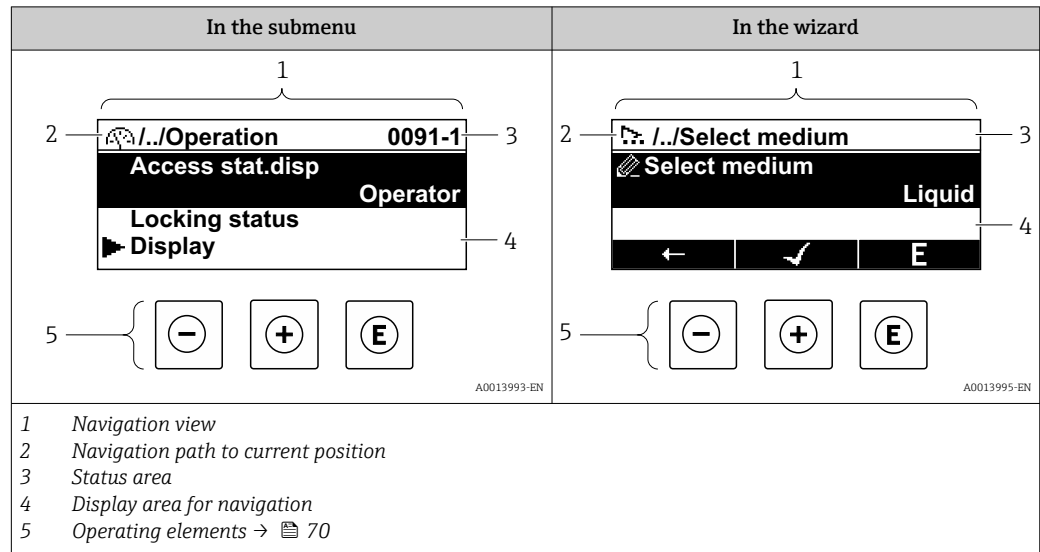 In the submenu
In the wizard
1
2
/../Operation 0091-1
3
Access stat.disp
Operator
Locking status
Display
4
5
- + E
A0013993-EN
1
2
/../Select medium
3
Select medium
Liquid
4
← ✓ E
5
- + E
A0013995-EN
1 Navigation view
2 Navigation path to current position
3 Status area
4 Display area for navigation
5 Operating elements → 70